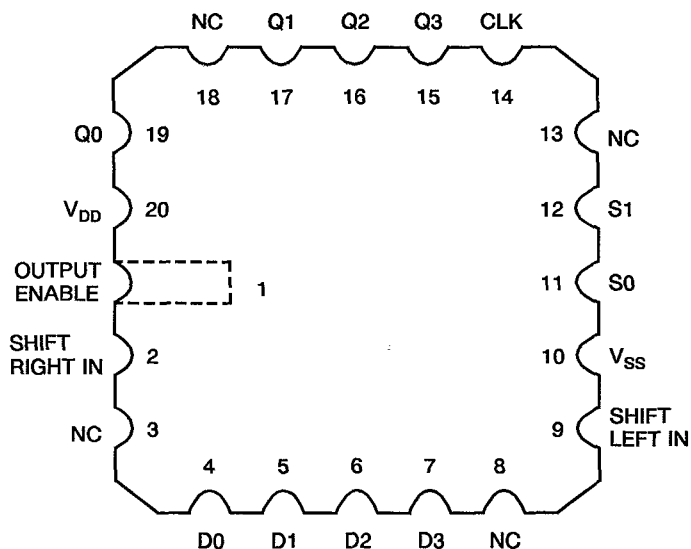 NC Q1 Q2 Q3 CLK
18 17 16 15 14
Q0 19 13 NC
VDD 20 12 S1
OUTPUT
ENABLE 1 11 S0
SHIFT
RIGHT IN 2 10 VSS
NC 3 9 SHIFT
LEFT IN
4 5 6 7 8
D0 D1 D2 D3 NC